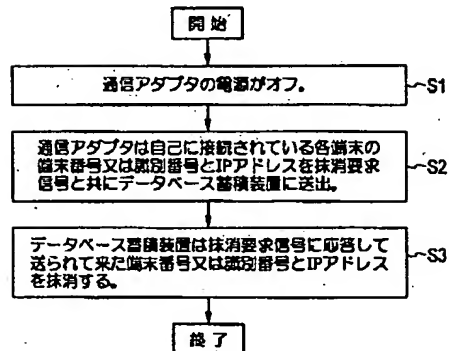 開始
通信アダプタの電源がオフ。
S1
通信アダプタは自己に接続されている各端末の
端末番号又は識別番号とIPアドレスを抹消要求
信号と共にデータベース蓄積装置に送出。
S2
データベース蓄積装置は抹消要求信号に応答して
送られて来た端末番号又は識別番号とIPアドレス
を抹消する。
S3
終了